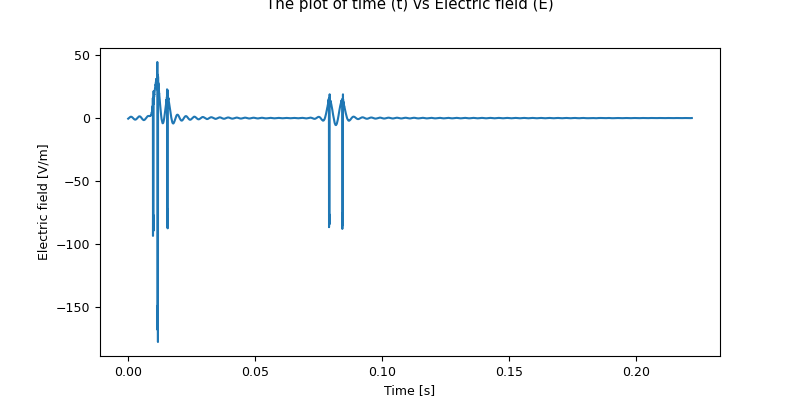 The plot of time (t) vs Electric field (E)
50
0
−50
−100
−150
Electric field [V/m]
0.00 0.05 0.10 0.15 0.20
Time [s]